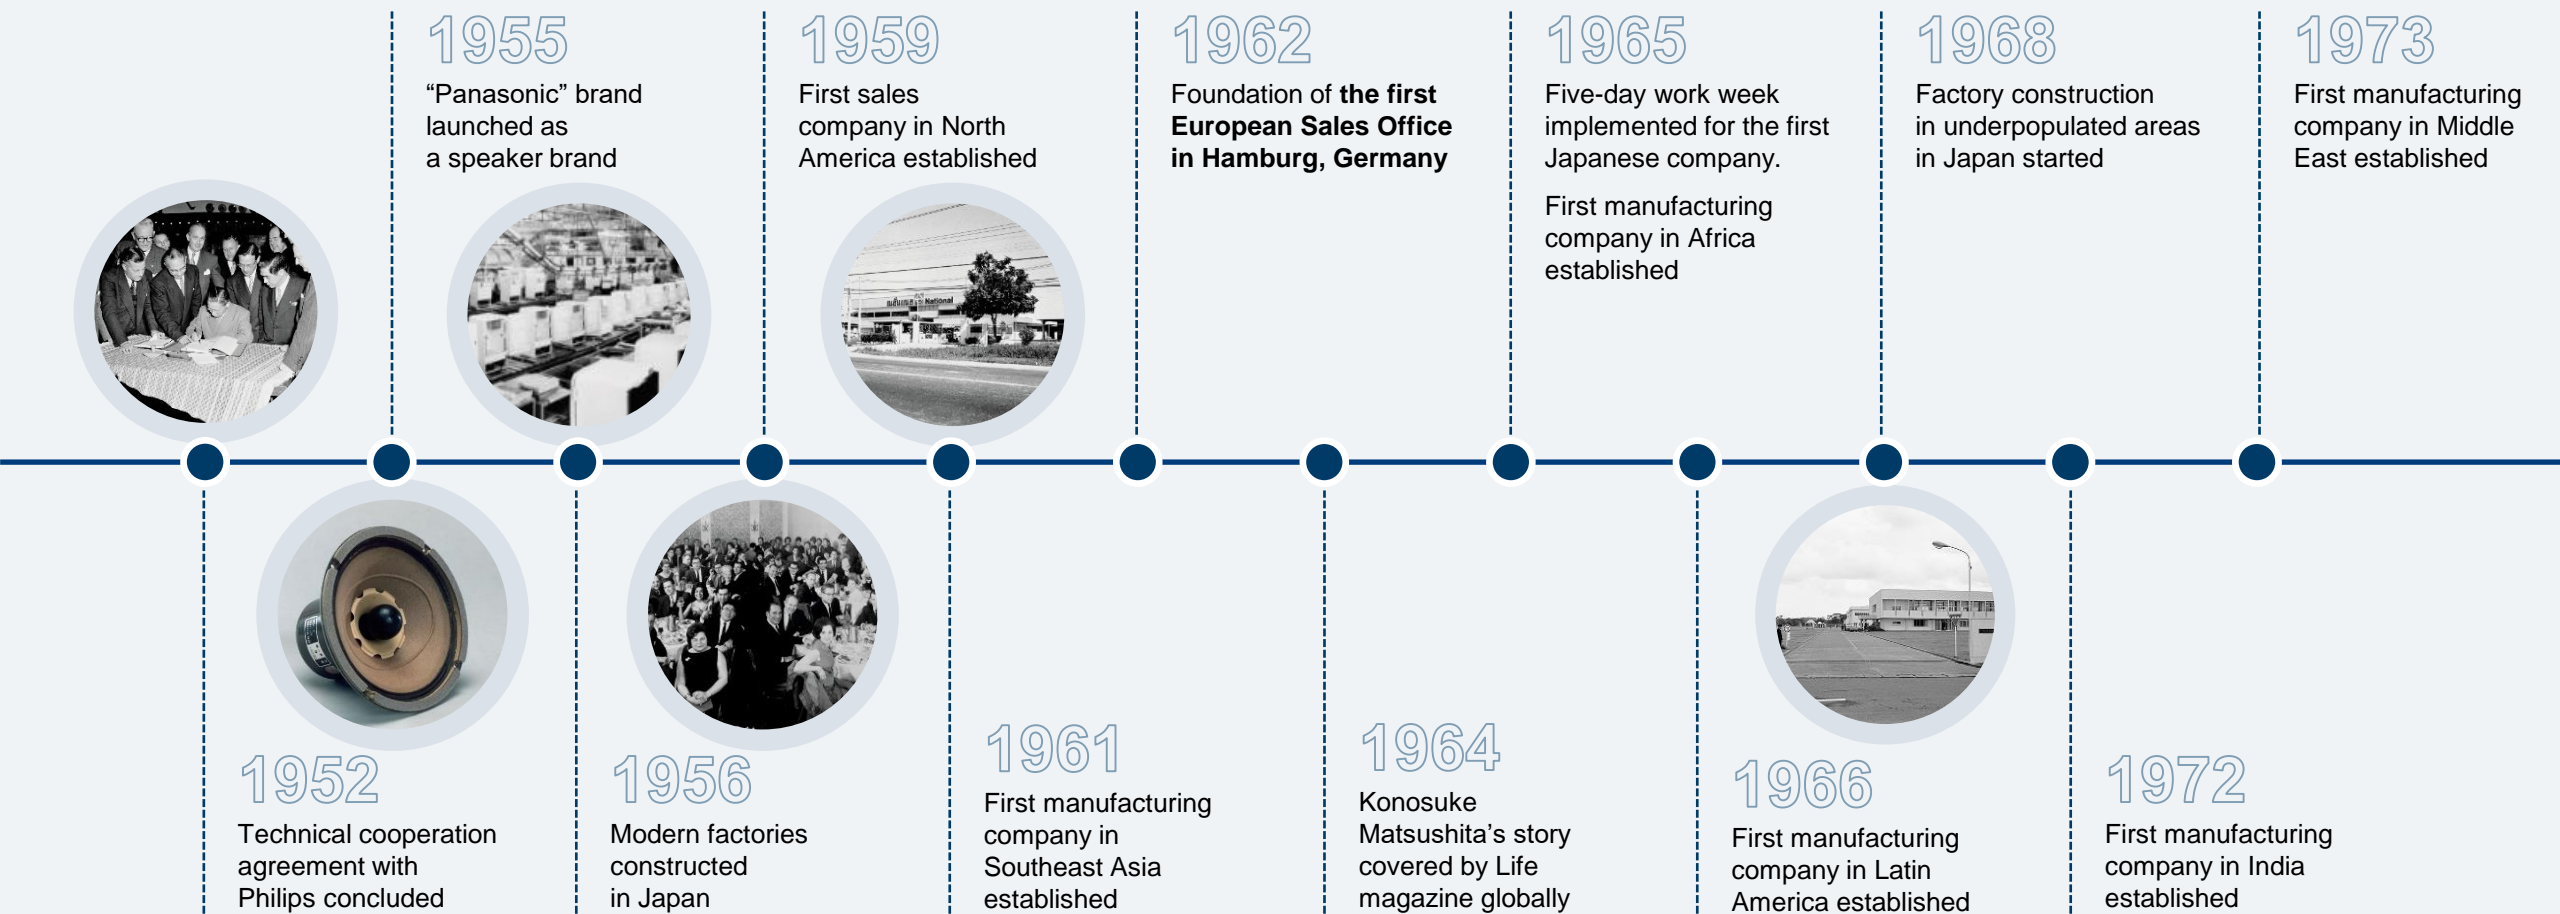 1955
“Panasonic” brand
launched as
a speaker brand
1959
First sales
company in North
America established
1962
Foundation of the first
European Sales Office
in Hamburg, Germany
1965
Five-day work week
implemented for the first
Japanese company.
First manufacturing
company in Africa
established
1968
Factory construction
in underpopulated areas
in Japan started
1973
First manufacturing
company in Middle
East established
National
1952
Technical cooperation
agreement with
Philips concluded
1956
Modern factories
constructed
in Japan
1961
First manufacturing
company in
Southeast Asia
established
1964
Konosuke
Matsushita’s story
covered by Life
magazine globally
1966
First manufacturing
company in Latin
America established
1972
First manufacturing
company in India
established